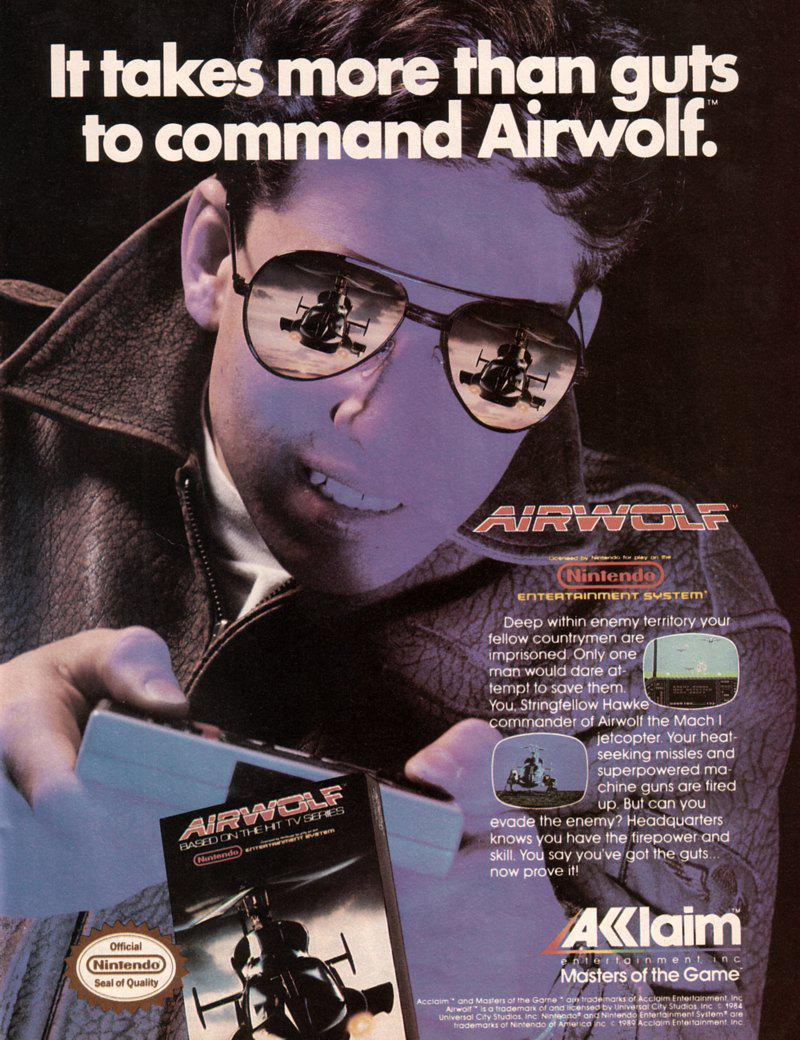 It takes more than guts
to command Airwolf.™
AIRWOLF™
Licensed by Nintendo for play on the
Nintendo
ENTERTAINMENT SYSTEM®
Deep within enemy territory your
fellow countrymen are
imprisoned. Only one
man would dare at-
tempt to save them.
You, Stringfellow Hawke
commander of Airwolf the Mach I
jetcopter. Your heat-
seeking missles and
superpowered ma-
chine guns are fired
up. But can you
evade the enemy? Headquarters
knows you have the firepower and
skill. You say you've got the guts...
now prove it!
AIRWOLF™
BASED ON THE HIT TV SERIES
Nintendo
ENTERTAINMENT SYSTEM
Official
Nintendo
Seal of Quality
AKKlaim™
entertainment, inc.
Masters of the Game™
Acclaim™ and Masters of the Game™ are trademarks of Acclaim Entertainment, Inc.
Airwolf™ is a trademark of and licensed by Universal City Studios, Inc. © 1984
Universal City Studios, Inc. Nintendo® and Nintendo Entertainment System® are
trademarks of Nintendo of America Inc. © 1989 Acclaim Entertainment, Inc.